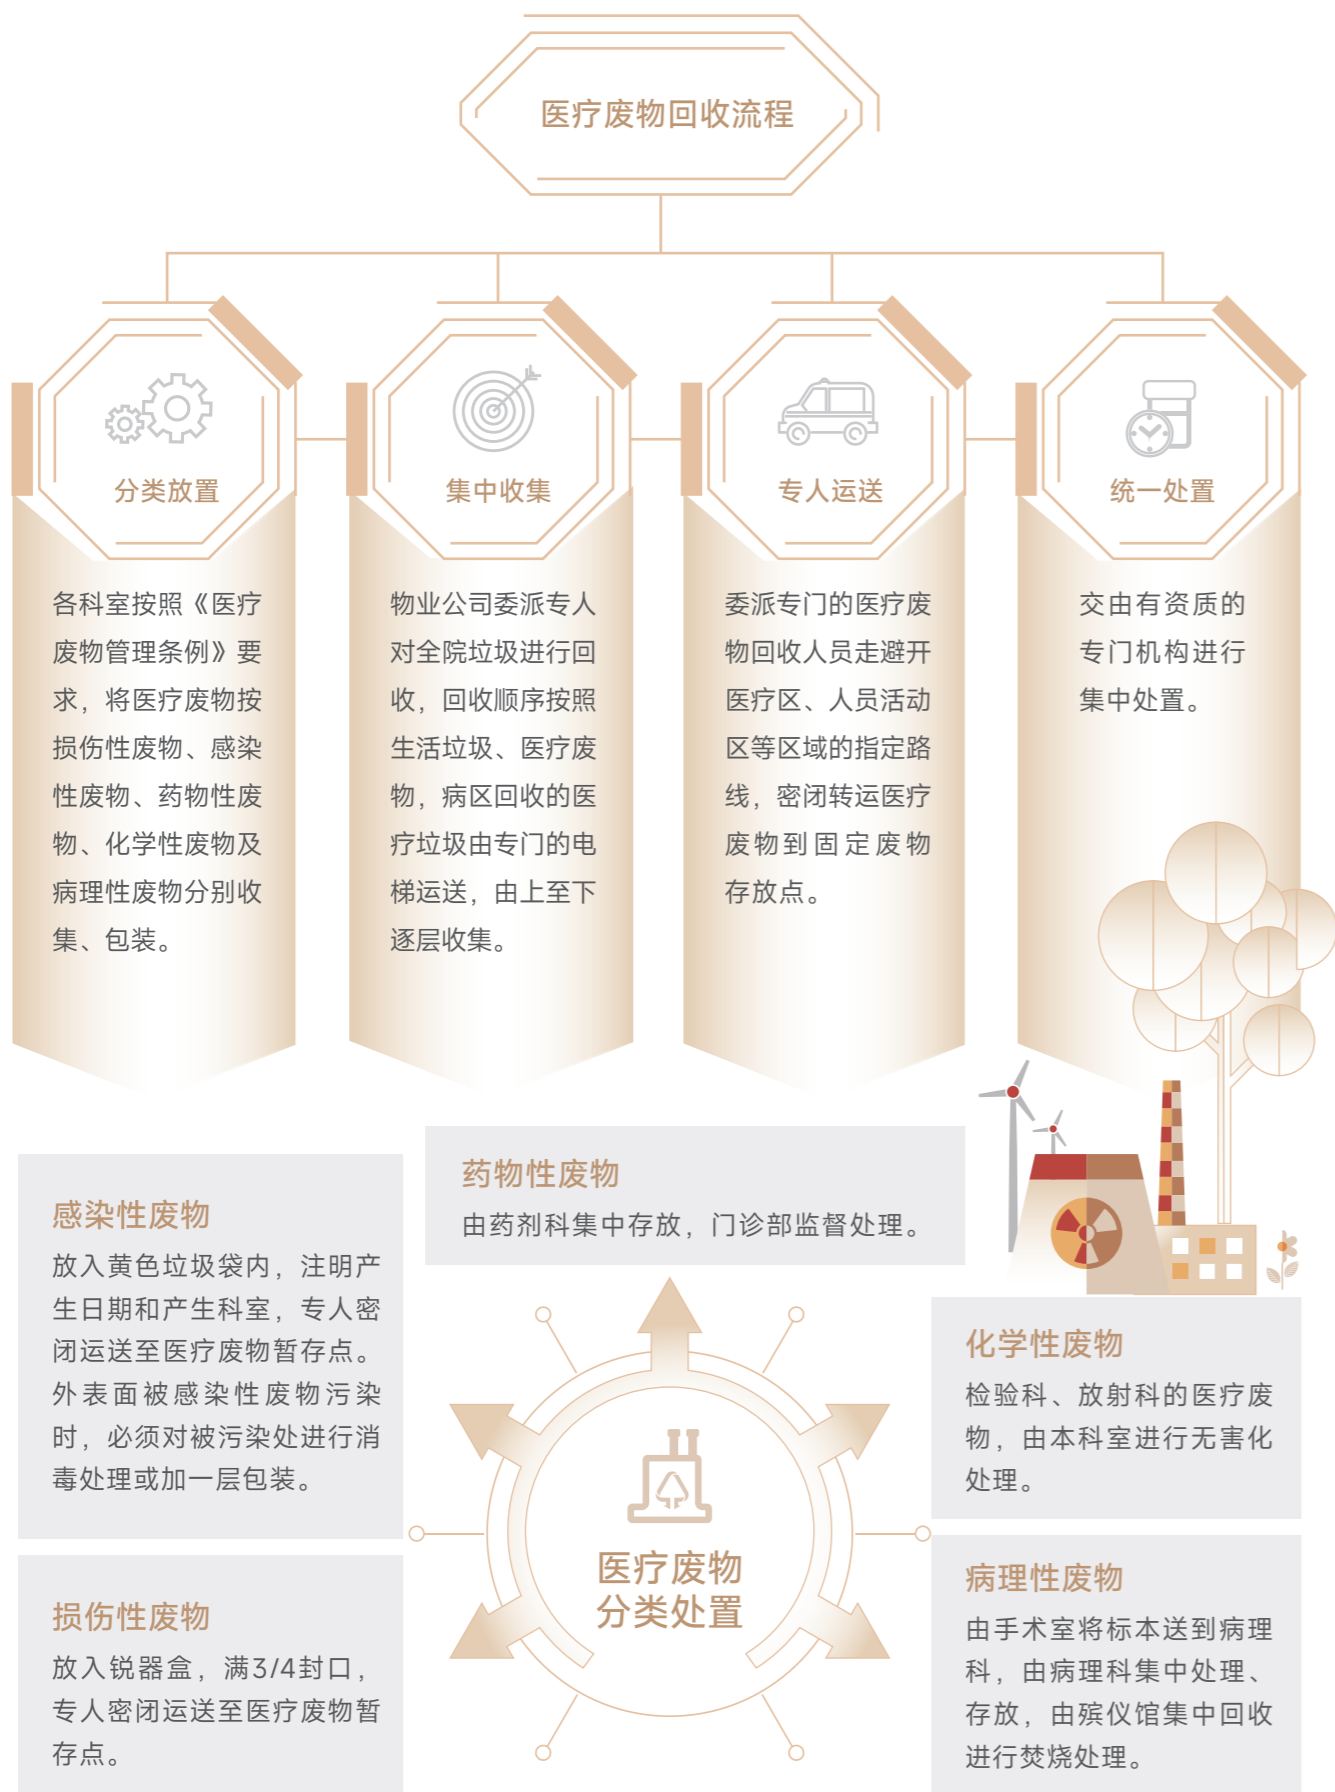 医疗废物回收流程
分类放置
各科室按照《医疗
废物管理条例》要
求，将医疗废物按
损伤性废物、感染
性废物、药物性废
物、化学性废物及
病理性废物分别收
集、包装。
集中收集
物业公司委派专人
对全院垃圾进行回
收，回收顺序按照
生活垃圾、医疗废
物，病区回收的医
疗垃圾由专门的电
梯运送，由上至下
逐层收集。
专人运送
委派专门的医疗废
物回收人员走避开
医疗区、人员活动
区等区域的指定路
线，密闭转运医疗
废物到固定废物
存放点。
统一处置
交由有资质的
专门机构进行
集中处置。
感染性废物
放入黄色垃圾袋内，注明产
生日期和产生科室，专人密
闭运送至医疗废物暂存点。
外表面被感染性废物污染
时，必须对被污染处进行消
毒处理或加一层包装。
损伤性废物
放入锐器盒，满3/4封口，
专人密闭运送至医疗废物暂
存点。
药物性废物
由药剂科集中存放，门诊部监督处理。
医疗废物
分类处置
化学性废物
检验科、放射科的医疗废
物，由本科室进行无害化
处理。
病理性废物
由手术室将标本送到病理
科，由病理科集中处理、
存放，由殡仪馆集中回收
进行焚烧处理。